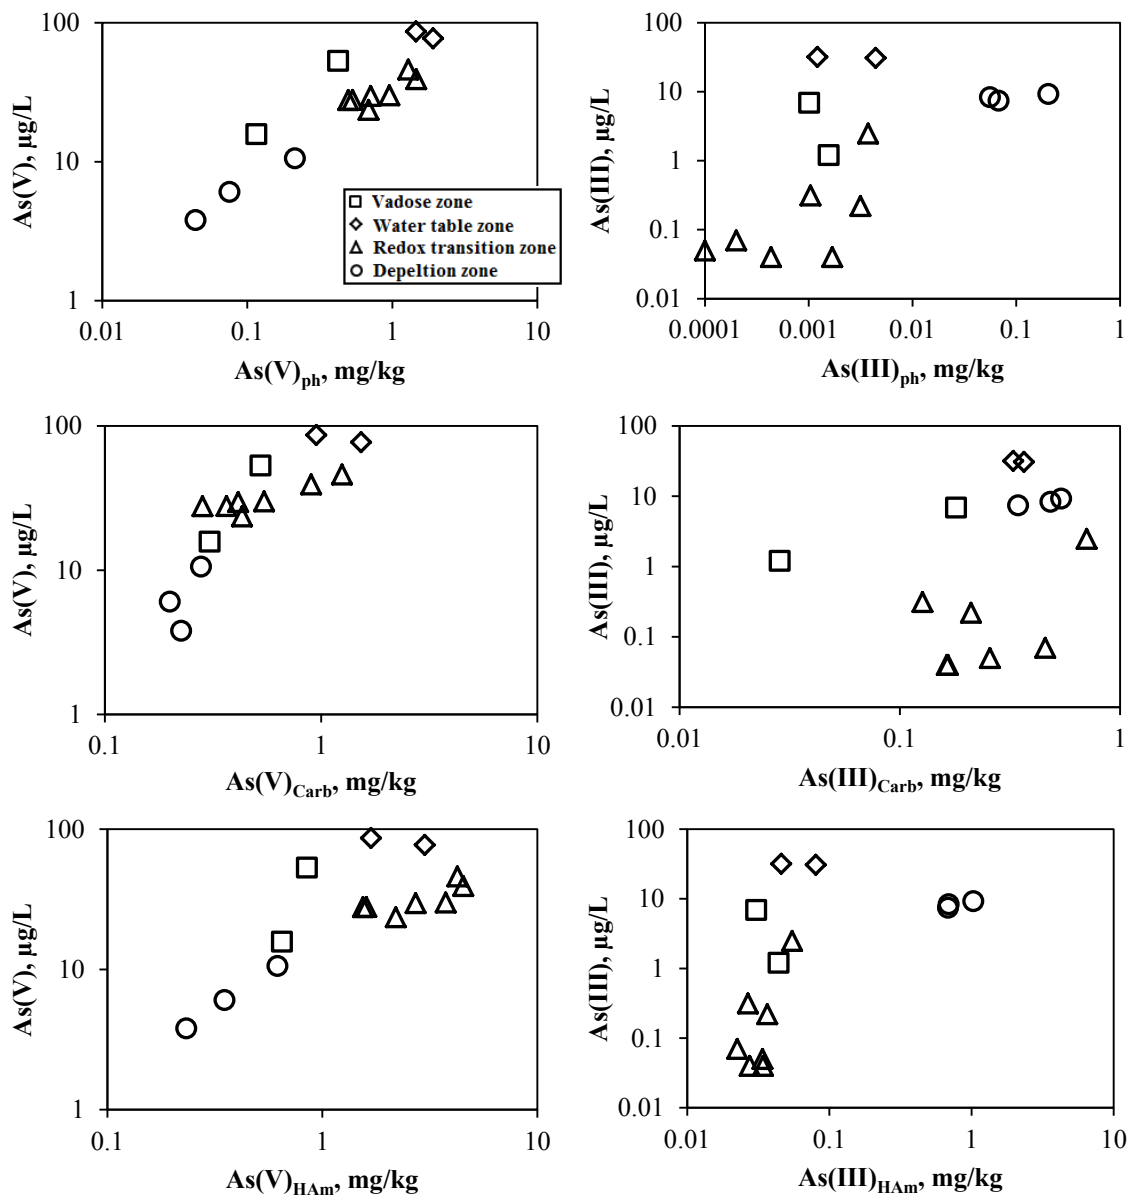 100
10
1
As(V), µg/L
0.01 0.1 1 10
As(V)ph, mg/kg
Vadose zone
Water table zone
Redox transition zone
Depeltion zone
100
10
1
0.1
0.01
As(III), µg/L
0.0001 0.001 0.01 0.1 1
As(III)ph, mg/kg
100
10
1
As(V), µg/L
0.1 1 10
As(V)Carb, mg/kg
100
10
1
0.1
0.01
As(III), µg/L
0.01 0.1 1
As(III)Carb, mg/kg
100
10
1
As(V), µg/L
0.1 1 10
As(V)HAm, mg/kg
100
10
1
0.1
0.01
As(III), µg/L
0.01 0.1 1 10
As(III)HAm, mg/kg